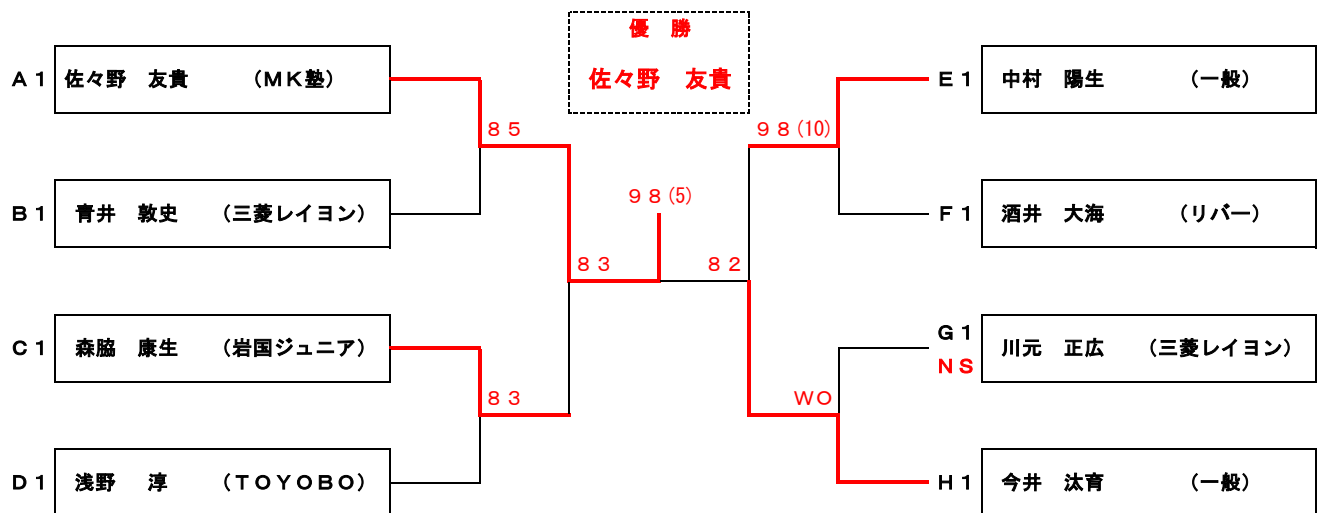 優　勝
佐々野　友貴
A1 佐々野　友貴 （MK塾）
B1 青井　敦史 （三菱レイヨン）
C1 森脇　康生 （岩国ジュニア）
D1 浅野　淳 （TOYOBO）
85
83
83
98(5)
98(10)
82
WO
E1 中村　陽生 （一般）
F1 酒井　大海 （リバー）
G1 川元　正広 （三菱レイヨン）
NS
H1 今井　汰育 （一般）